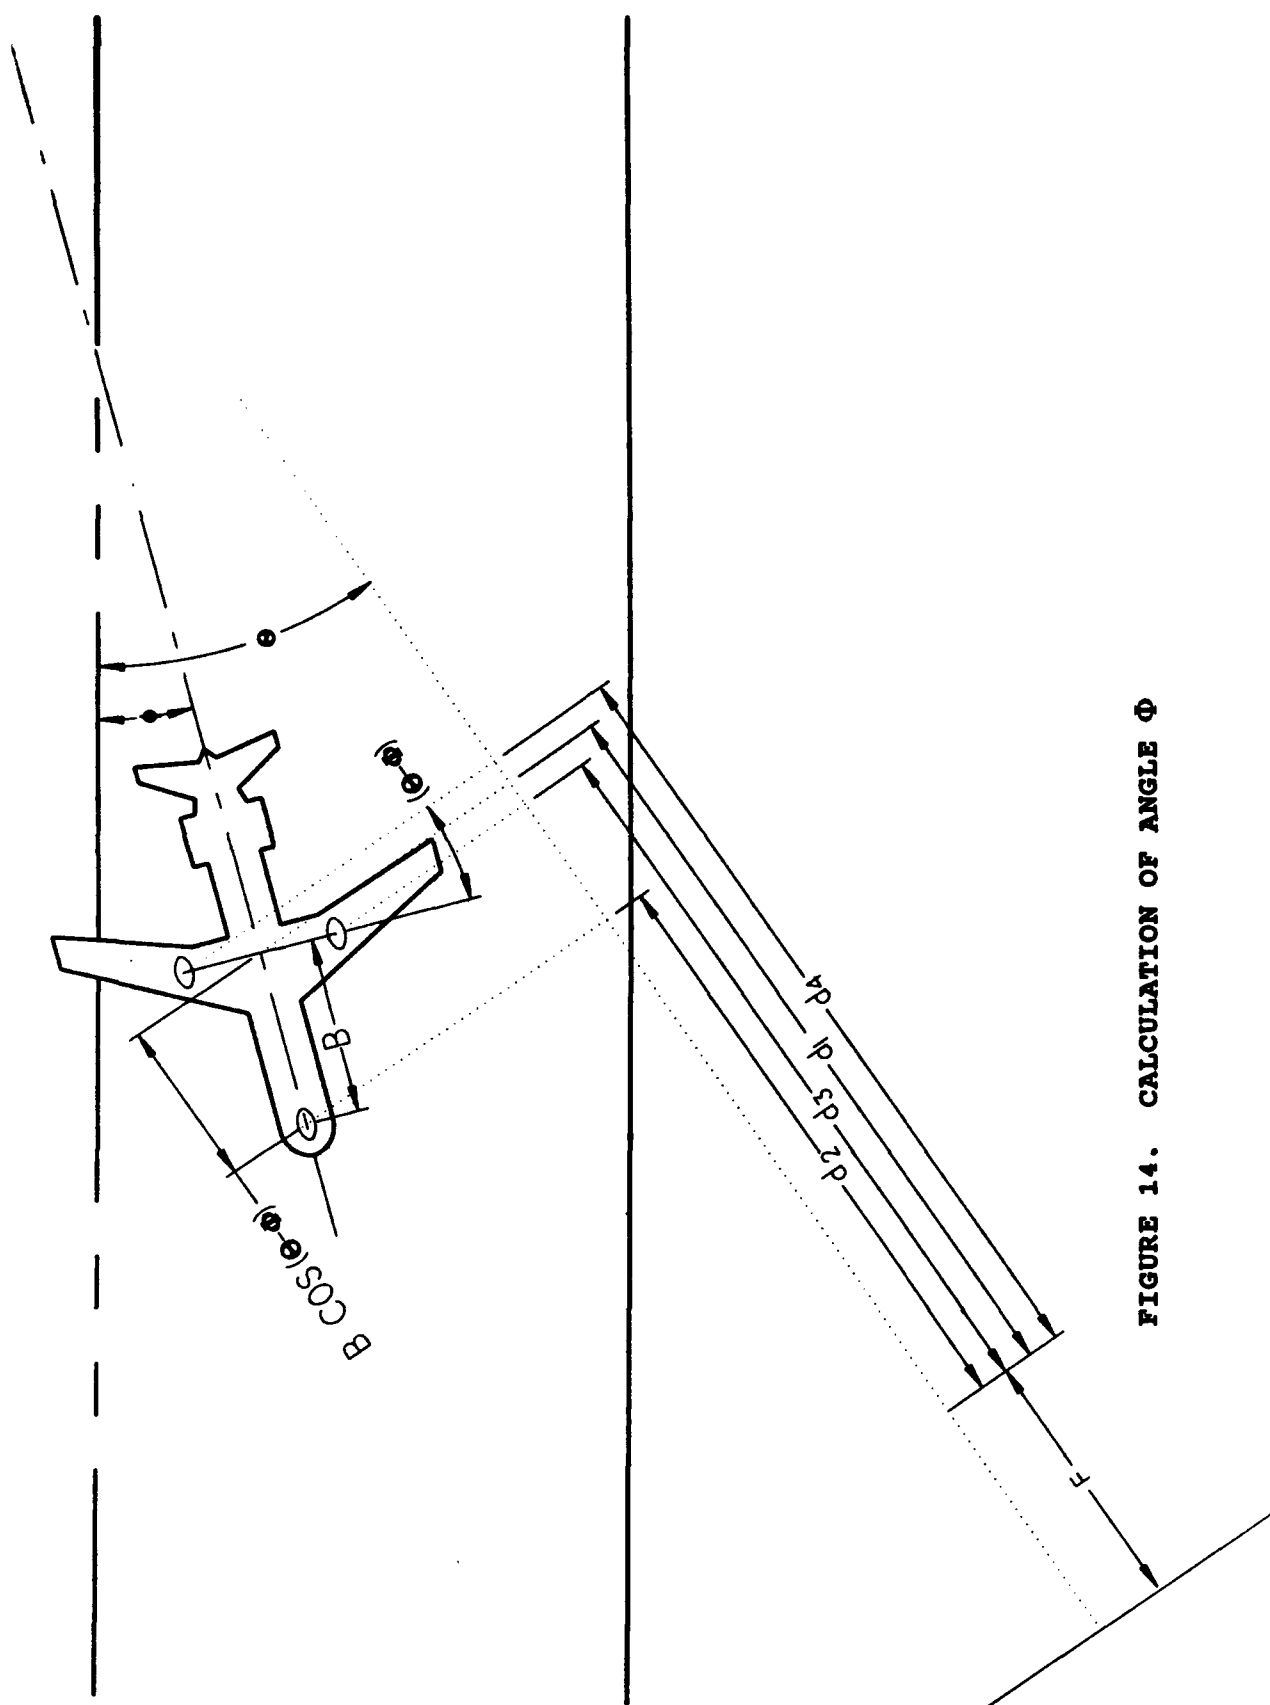 Φ
Θ
(Θ-Φ)
B
B COS(Θ-Φ)
d4
d1
d3
d2
F
FIGURE 14. CALCULATION OF ANGLE Φ